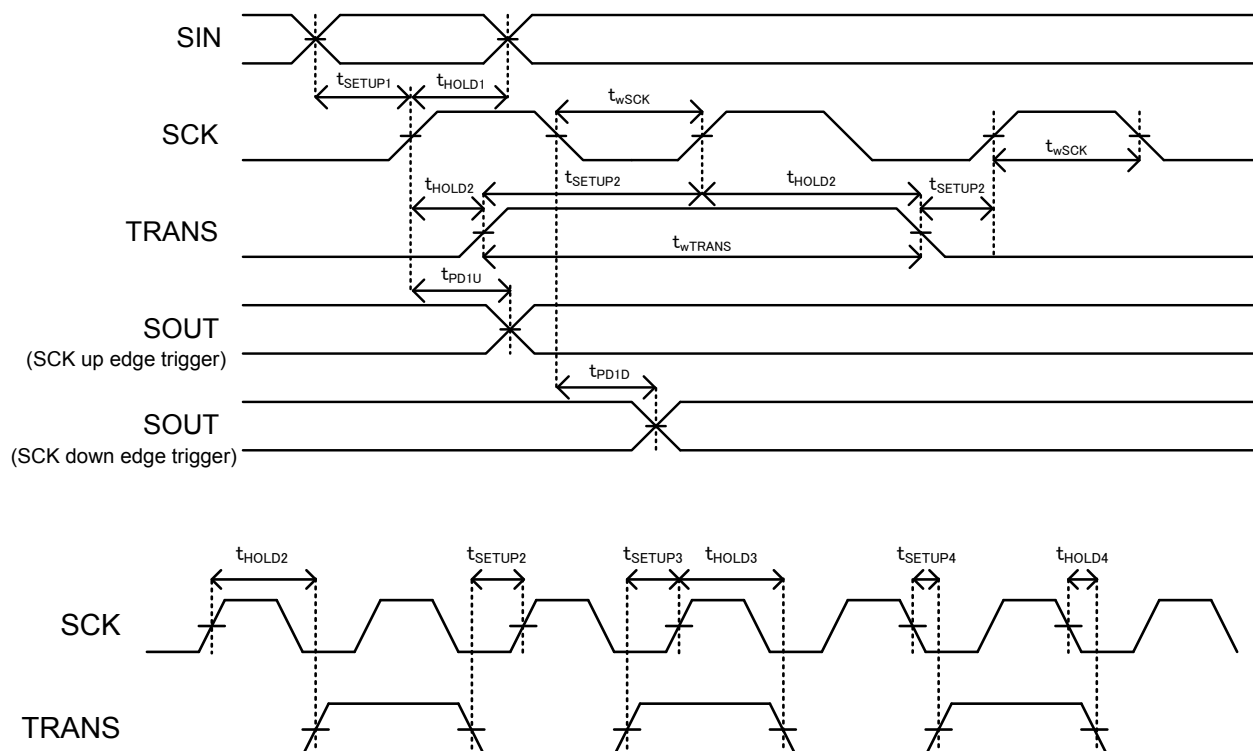 SIN
tSETUP1 tHOLD1
twSCK
SCK
twSCK
tHOLD2 tSETUP2 tHOLD2 tSETUP2
TRANS
twTRANS
tPD1U
SOUT
(SCK up edge trigger)
tPD1D
SOUT
(SCK down edge trigger)
tHOLD2 tSETUP2 tSETUP3 tHOLD3 tSETUP4 tHOLD4
SCK
TRANS